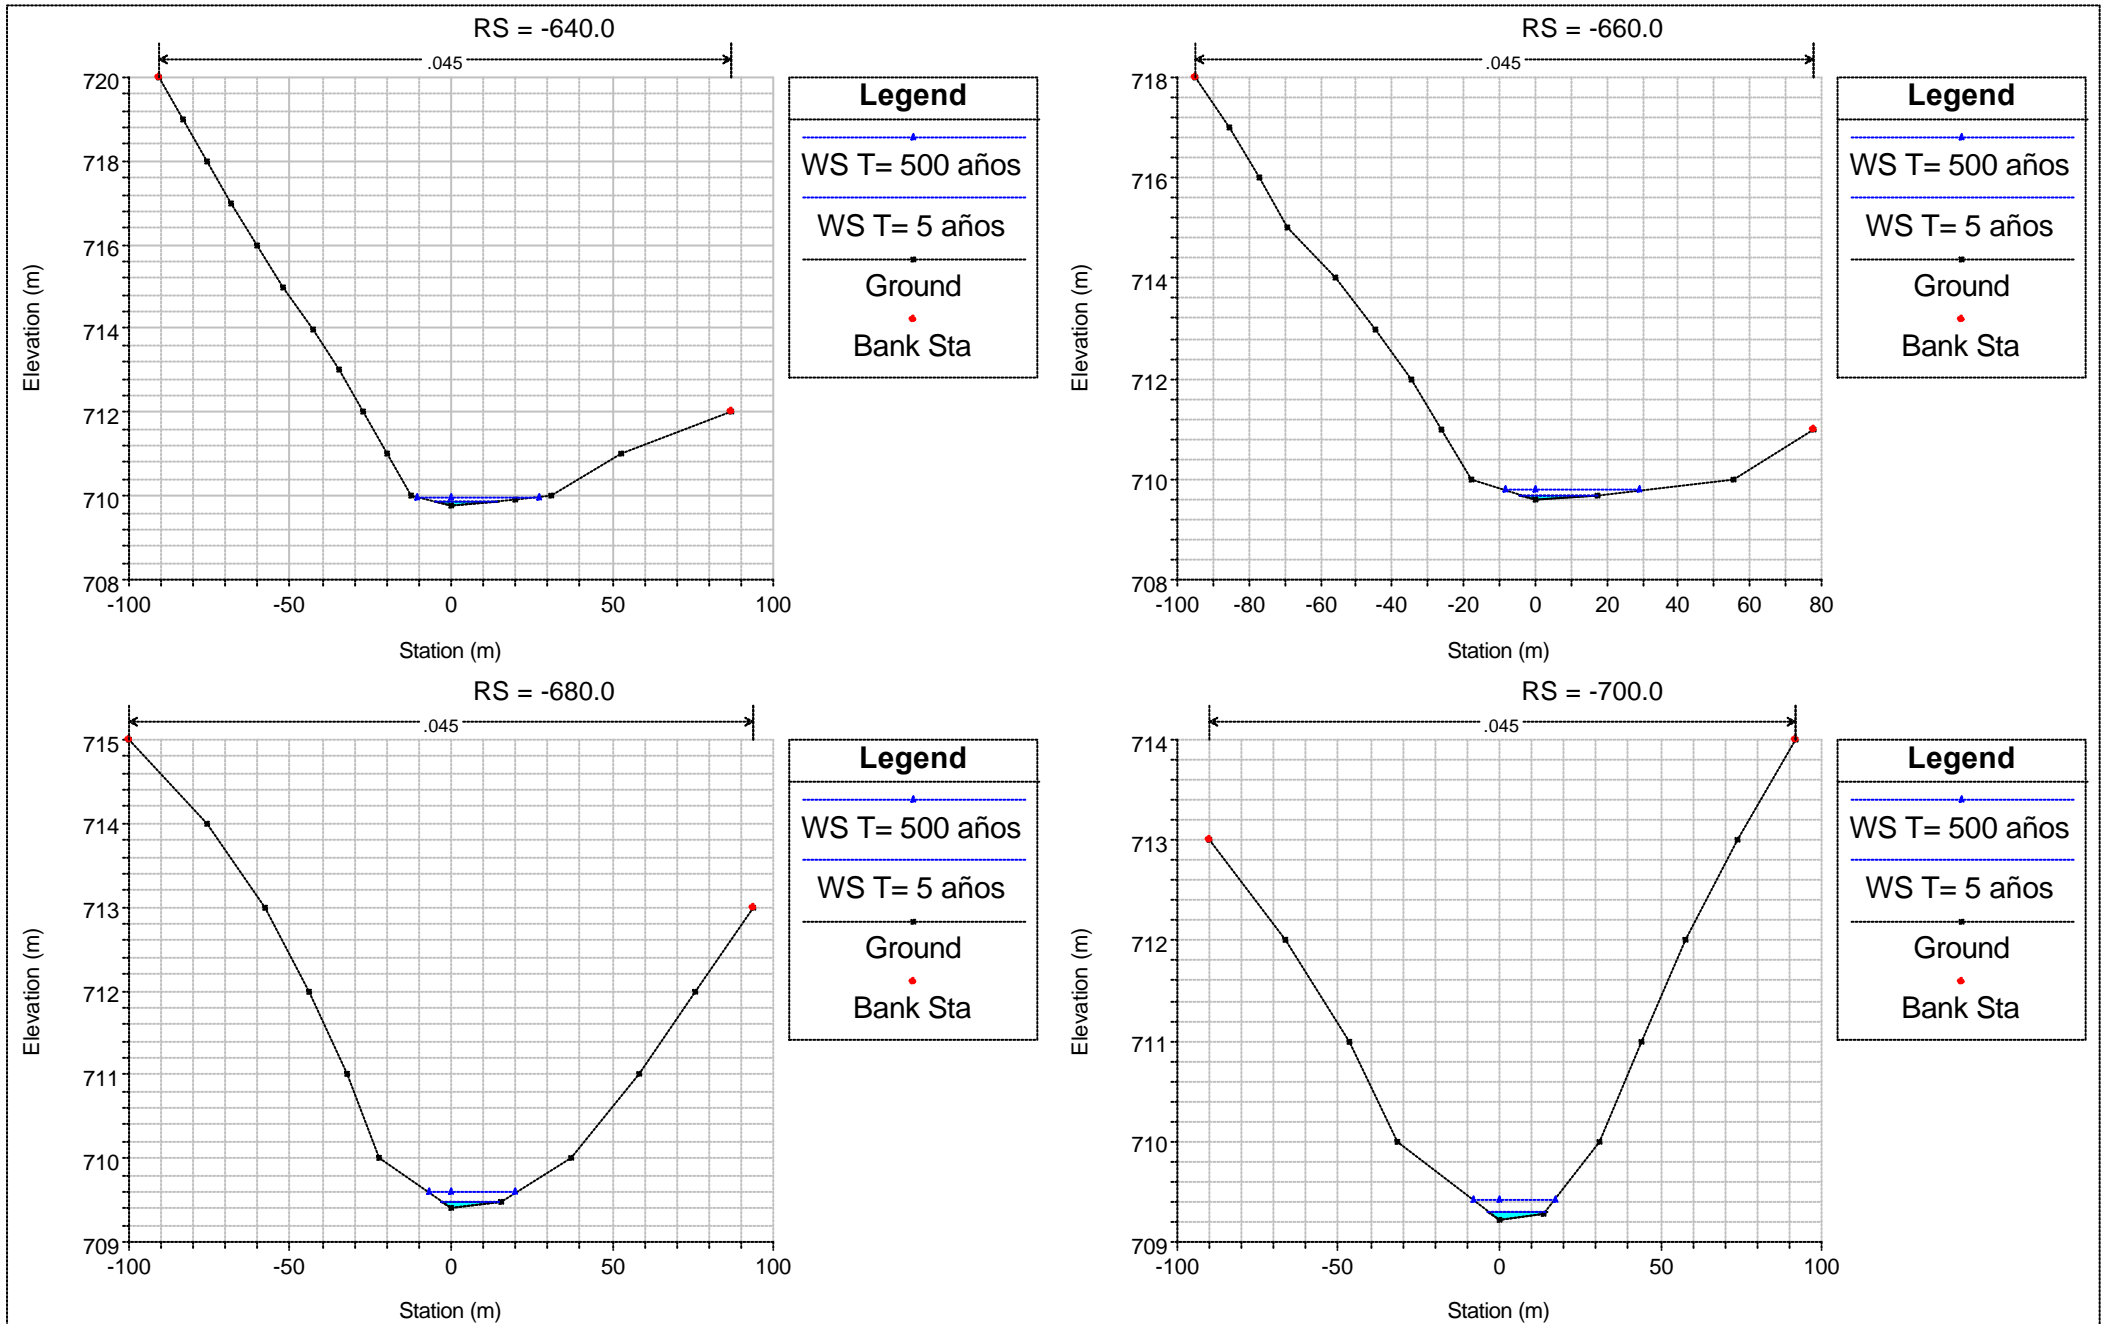 RS = -640.0
.045
720
718
716
714
712
710
708
-100
-50
0
50
100
Elevation (m)
Station (m)
Legend
WS T= 500 años
WS T= 5 años
Ground
Bank Sta
RS = -660.0
.045
718
716
714
712
710
708
-100
-80
-60
-40
-20
0
20
40
60
80
Elevation (m)
Station (m)
Legend
WS T= 500 años
WS T= 5 años
Ground
Bank Sta
RS = -680.0
.045
715
714
713
712
711
710
709
-100
-50
0
50
100
Elevation (m)
Station (m)
Legend
WS T= 500 años
WS T= 5 años
Ground
Bank Sta
RS = -700.0
.045
714
713
712
711
710
709
-100
-50
0
50
100
Elevation (m)
Station (m)
Legend
WS T= 500 años
WS T= 5 años
Ground
Bank Sta